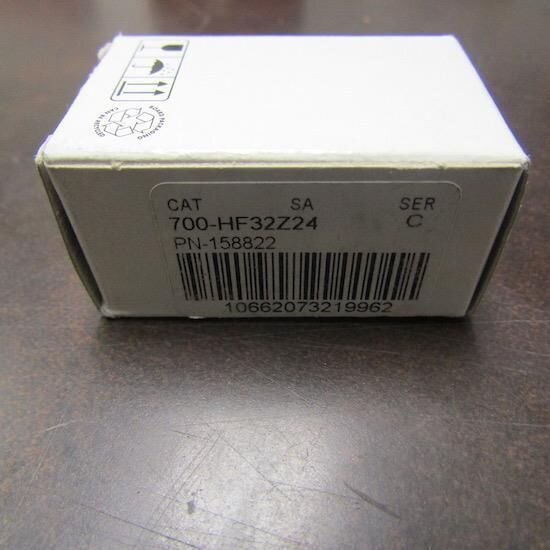 CAT SA SER
700-HF32Z24 C
PN-158822
10662073219962